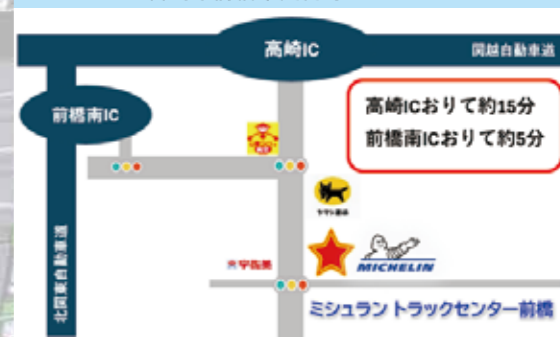 高崎IC
関越自動車道
前橋南IC
高崎ICおりて約15分
前橋南ICおりて約5分
ヤマト運輸
北関東自動車道
宇佐美
MICHELIN
ミシュラン トラックセンター前橋